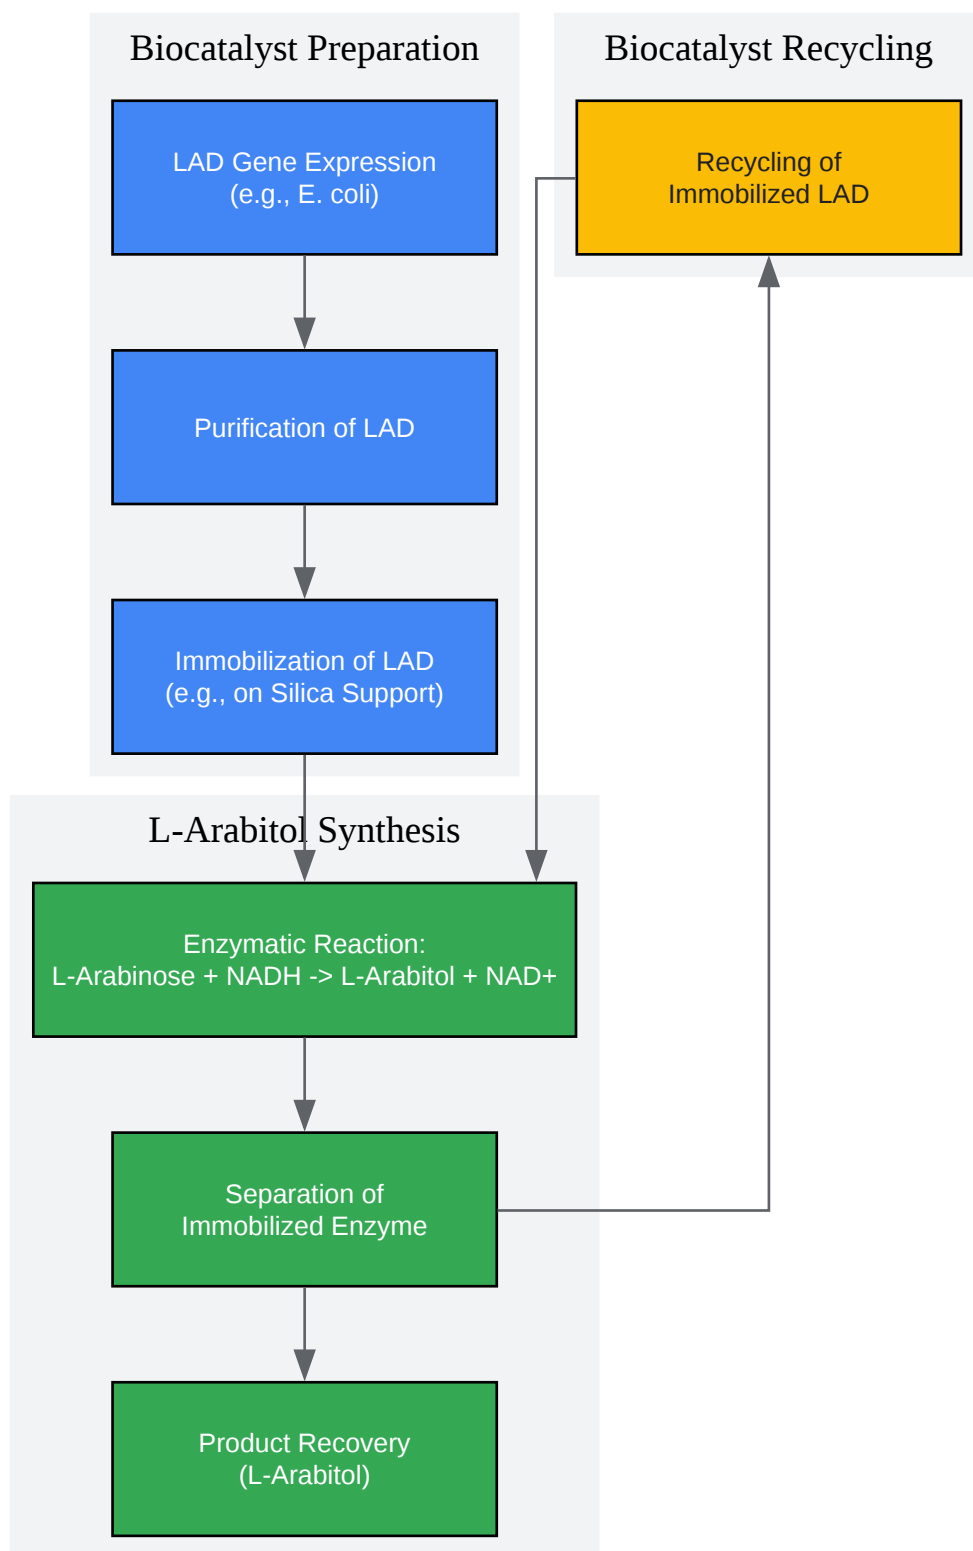 Biocatalyst Preparation
LAD Gene Expression
(e.g., E. coli)
Purification of LAD
Immobilization of LAD
(e.g., on Silica Support)
Biocatalyst Recycling
Recycling of
Immobilized LAD
L-Arabitol Synthesis
Enzymatic Reaction:
L-Arabinose + NADH -> L-Arabitol + NAD+
Separation of
Immobilized Enzyme
Product Recovery
(L-Arabitol)